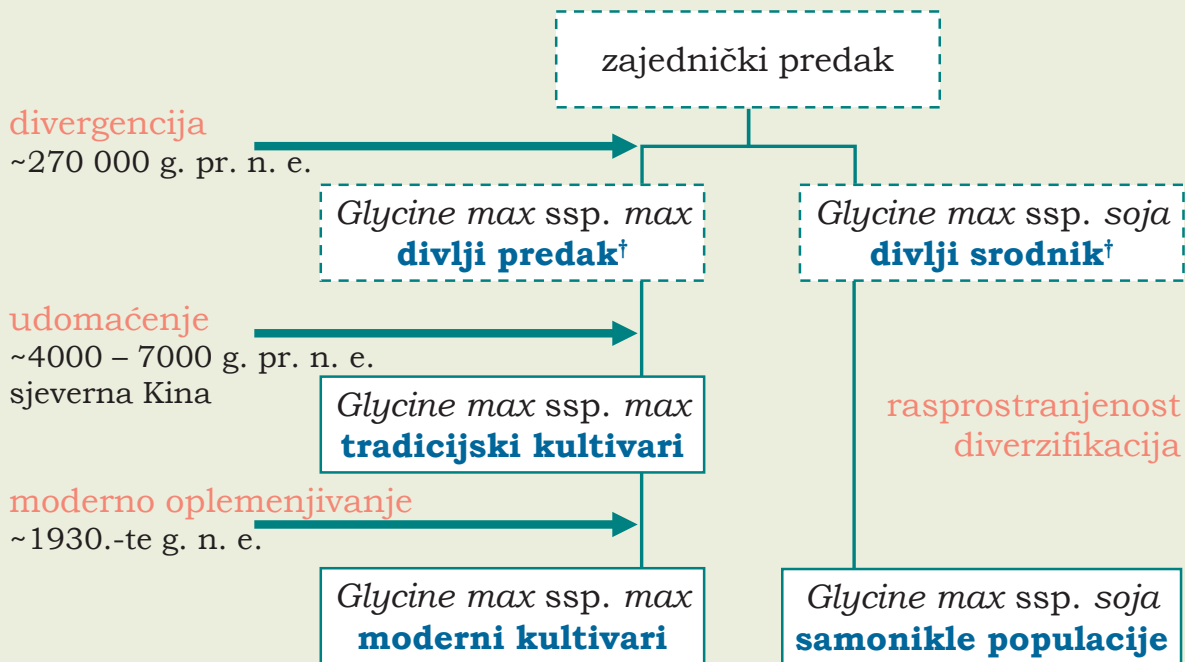 zajednički predak
divergencija
~270 000 g. pr. n. e.
Glycine max ssp. max
divlji predak†
Glycine max ssp. soja
divlji srodnik†
udomaćenje
~4000 – 7000 g. pr. n. e.
sjeverna Kina
Glycine max ssp. max
tradicijski kultivari
rasprostranjenost
diverzifikacija
moderno oplemenjivanje
~1930.-te g. n. e.
Glycine max ssp. max
moderni kultivari
Glycine max ssp. soja
samonikle populacije